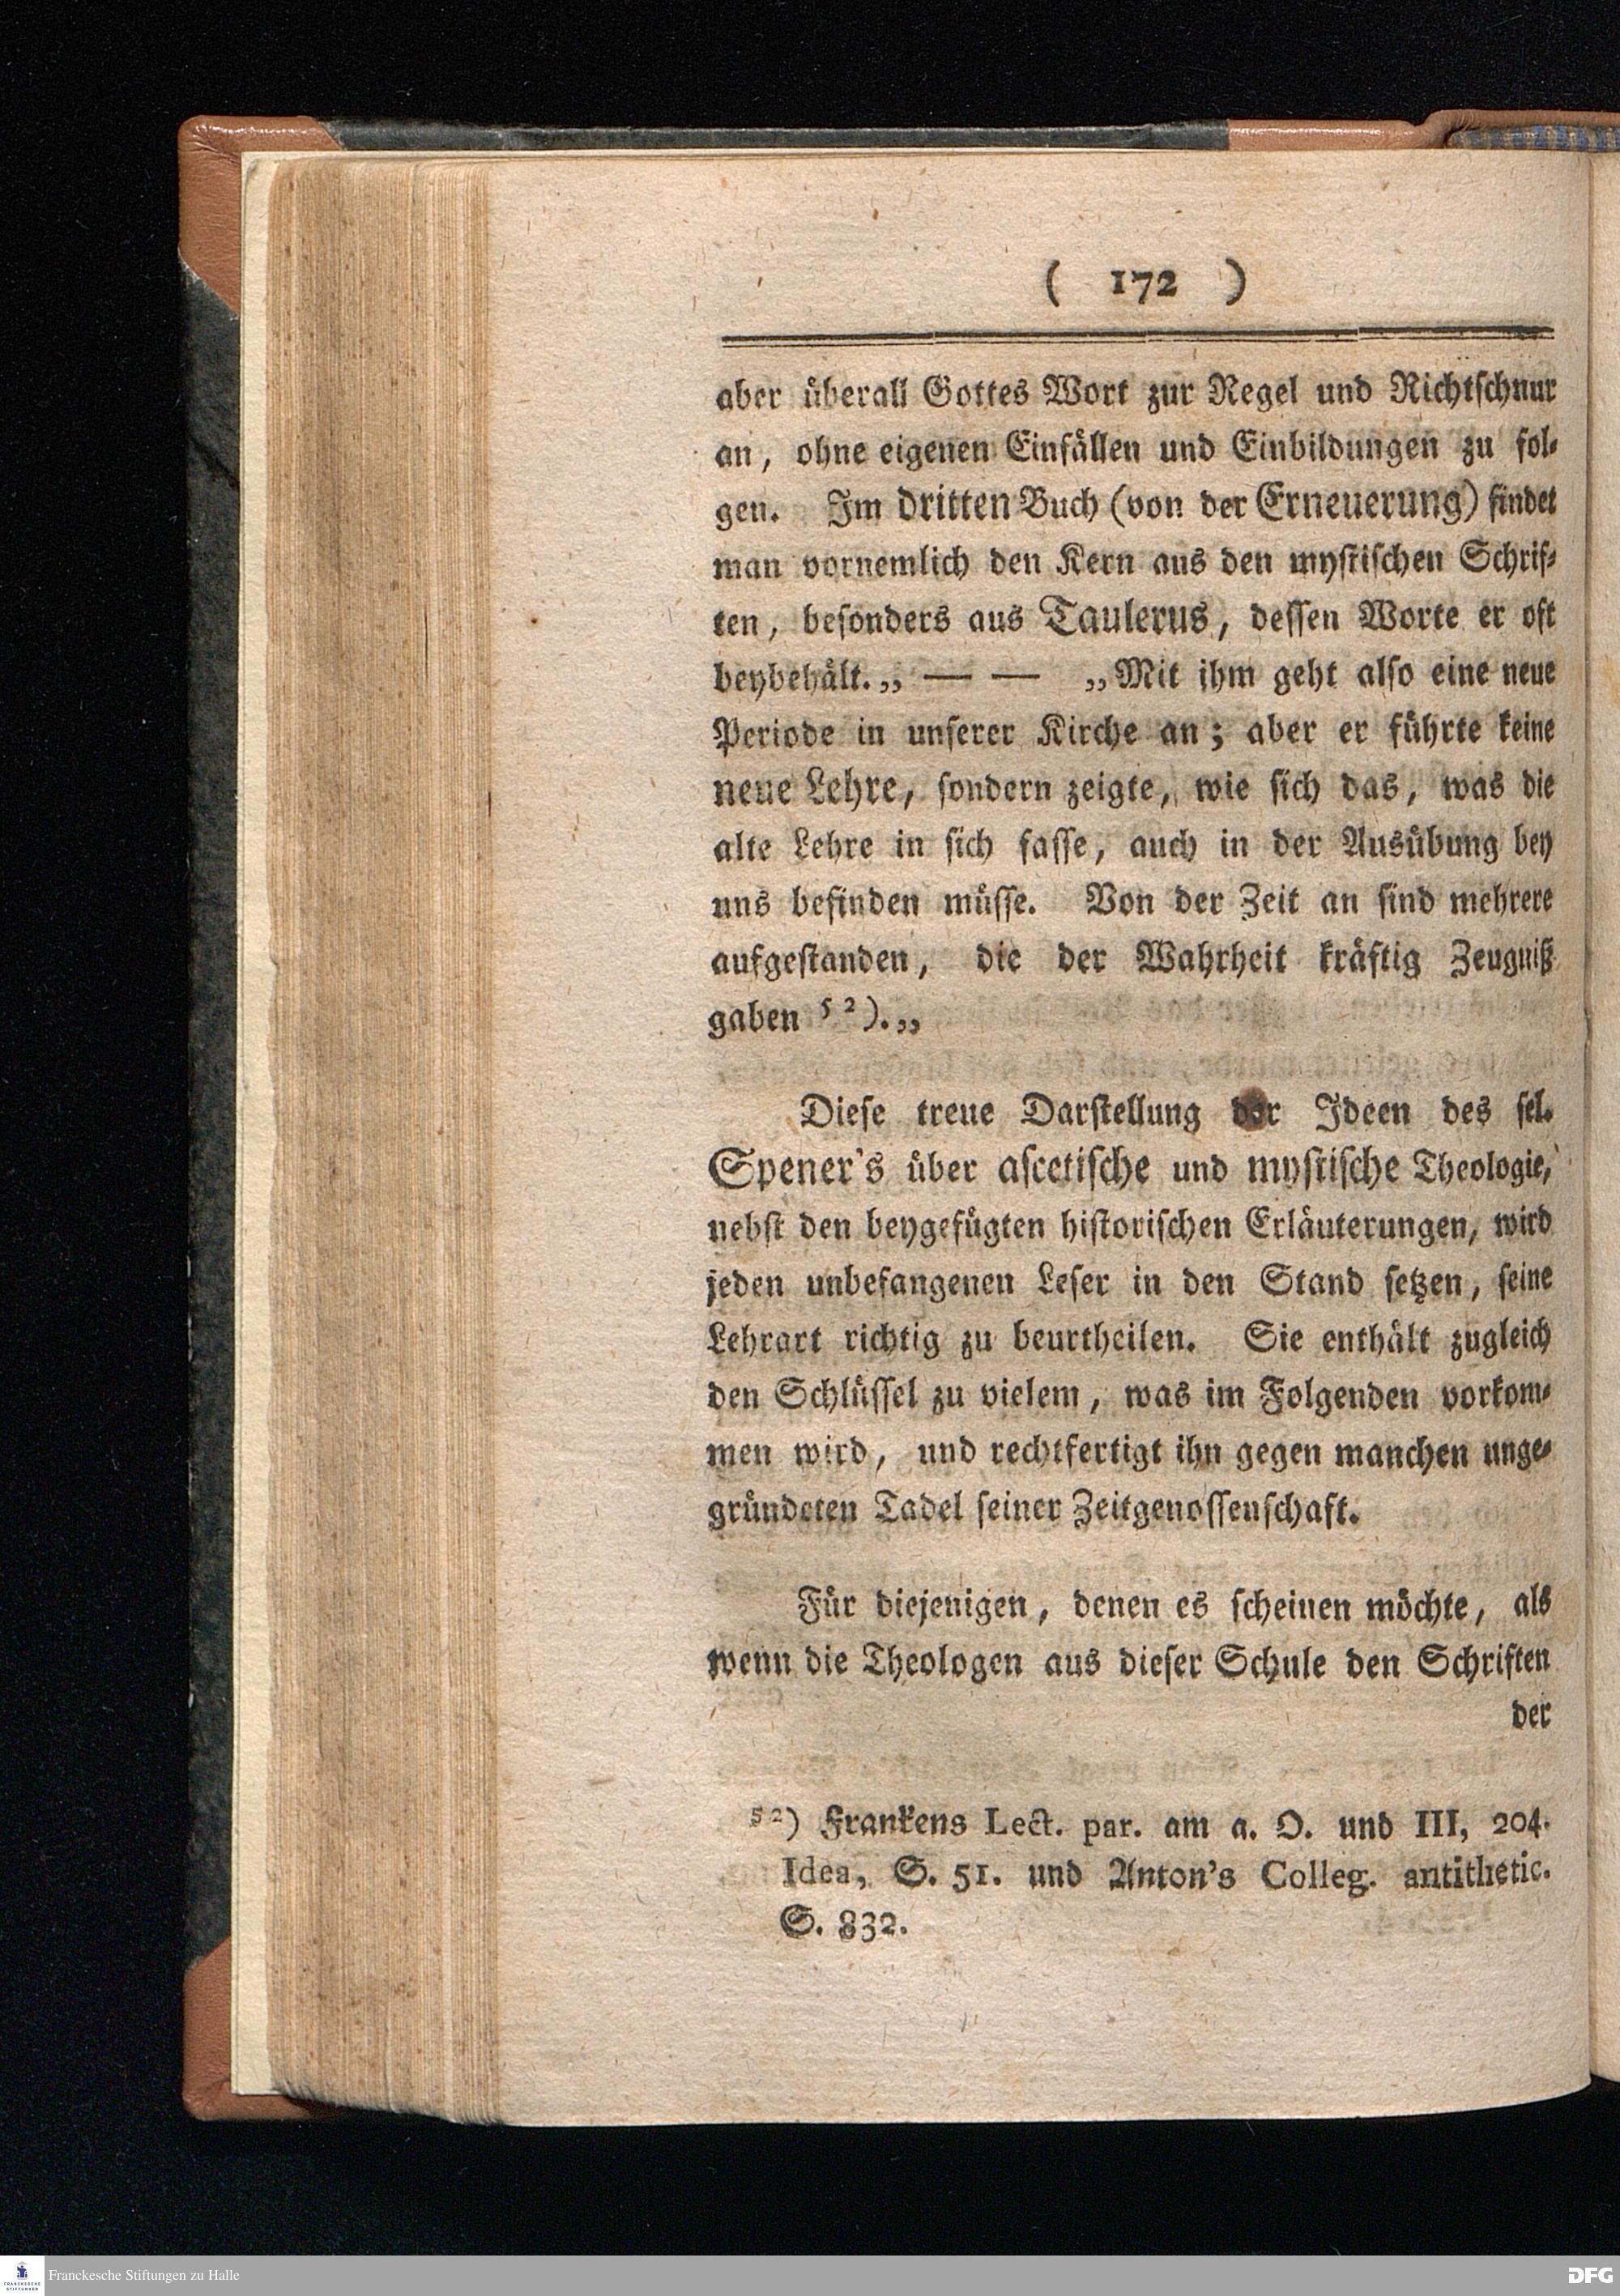 ( 172 )
aber überall Gottes Wort zur Regel und Richtschnur
an, ohne eigenen Einfällen und Einbildungen zu fol-
gen. Im dritten Buch (von der Erneuerung) findet
man vornemlich den Kern aus den mystischen Schrif-
ten, besonders aus Taulerus, dessen Worte er oft
beybehält.„ — — „Mit ihm geht also eine neue
Periode in unserer Kirche an; aber er führte keine
neue Lehre, sondern zeigte, wie sich das, was die
alte Lehre in sich fasse, auch in der Ausübung bey
uns befinden müsse. Von der Zeit an sind mehrere
aufgestanden, die der Wahrheit kräftig Zeugniß
gaben ⁵²).„
Diese treue Darstellung der Ideen des sel.
Spener's über ascetische und mystische Theologie,
nebst den beygefügten historischen Erläuterungen, wird
jeden unbefangenen Leser in den Stand setzen, seine
Lehrart richtig zu beurtheilen. Sie enthält zugleich
den Schlüssel zu vielem, was im Folgenden vorkom-
men wird, und rechtfertigt ihn gegen manchen unge-
gründeten Tadel seiner Zeitgenossenschaft.
Für diejenigen, denen es scheinen möchte, als
wenn die Theologen aus dieser Schule den Schriften
der
⁵²) Frankens Lect. par. am a. O. und III, 204.
Idea, S. 51. und Anton's Colleg. antithetic.
S. 832.
FRANCKESCHE STIFTUNGEN
Franckesche Stiftungen zu Halle
DFG